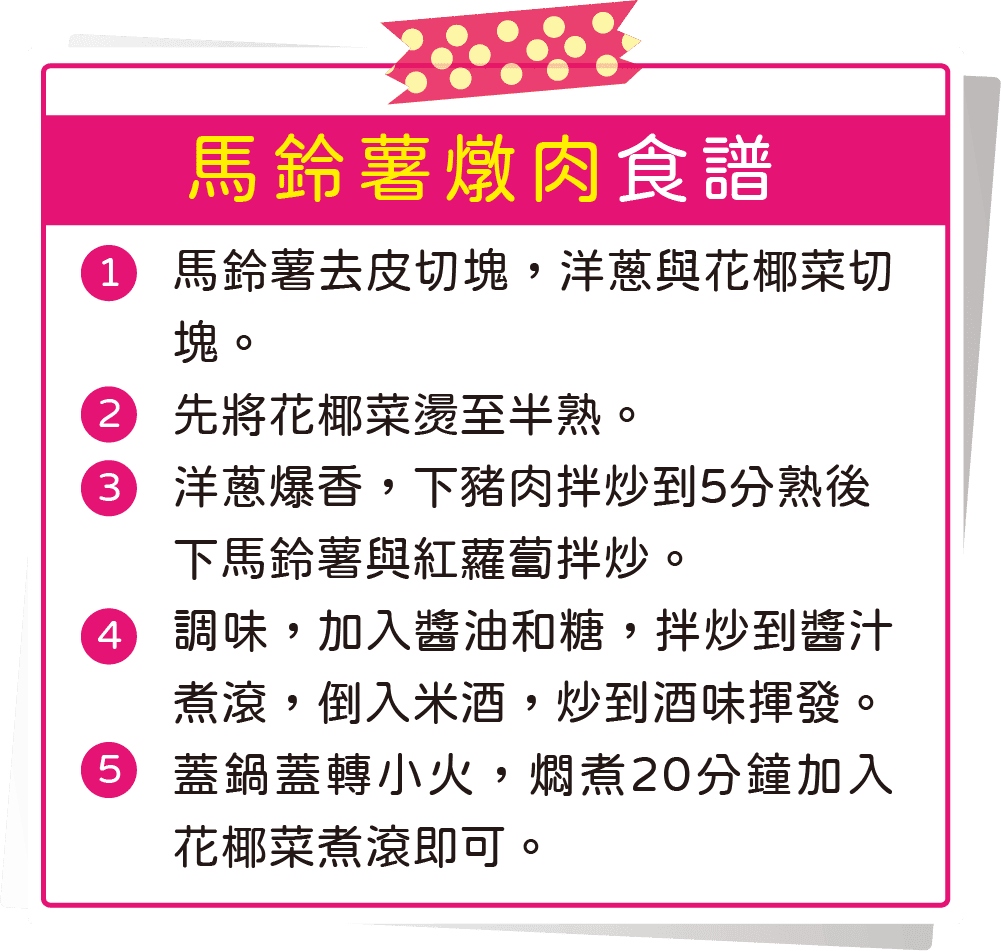 馬鈴薯燉肉食譜
1 馬鈴薯去皮切塊，洋蔥與花椰菜切
塊。
2 先將花椰菜燙至半熟。
3 洋蔥爆香，下豬肉拌炒到5分熟後
下馬鈴薯與紅蘿蔔拌炒。
4 調味，加入醬油和糖，拌炒到醬汁
煮滾，倒入米酒，炒到酒味揮發。
5 蓋鍋蓋轉小火，燜煮20分鐘加入
花椰菜煮滾即可。